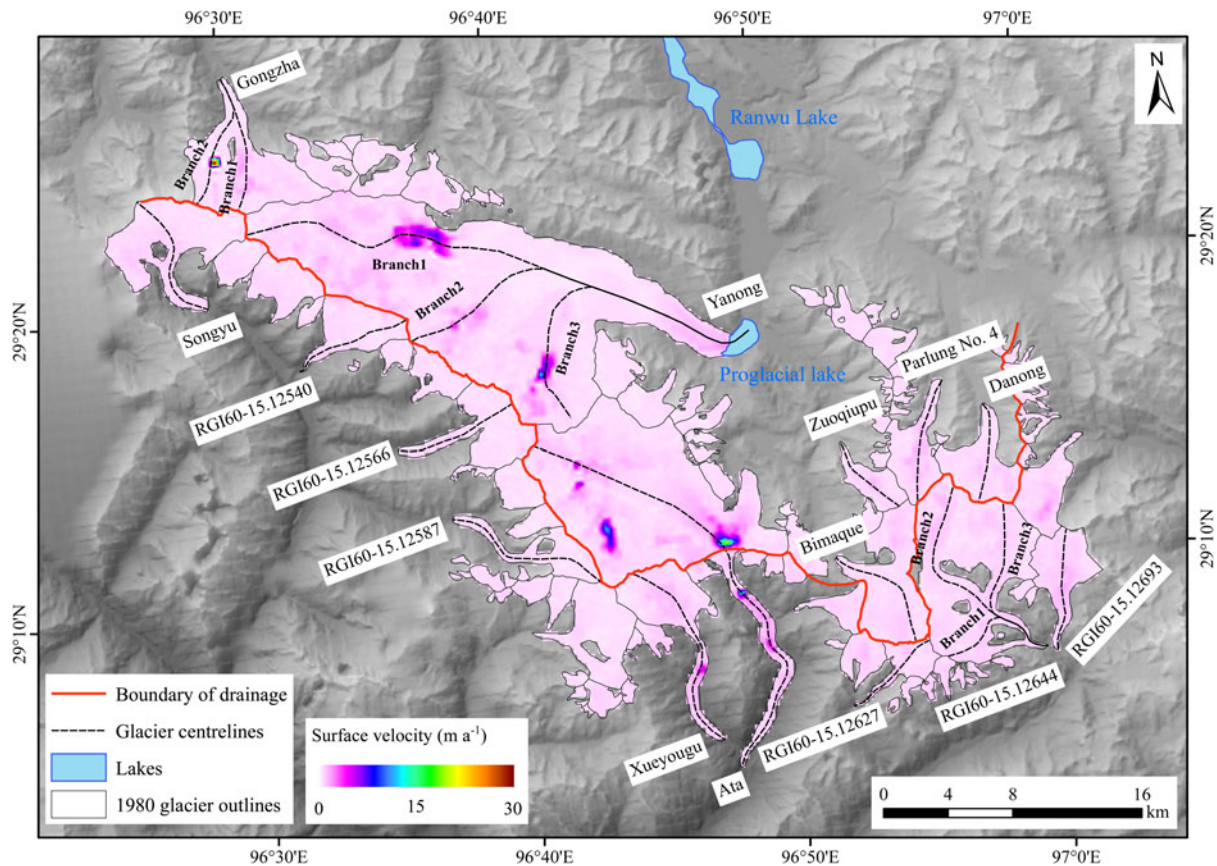 96°30'E
96°40'E
96°50'E
97°0'E
Gongzha
N
Ranwu Lake
Branch2
Branch1
29°20'N
Branch1
Branch2
Yanong
Songyu
29°20'N
Branch3
Proglacial lake
Parlung No. 4
Danong
RGI60-15.12540
Zuoqiupu
RGI60-15.12566
RGI60-15.12587
Bimaque
Branch2
Branch3
29°10'N
29°10'N
Branch1
RGI60-15.12693
RGI60-15.12644
RGI60-15.12627
Xueyougu
Ata
Boundary of drainage
Glacier centrelines
Lakes
1980 glacier outlines
Surface velocity (m a-1)
0 15 30
0 4 8 16
km
96°30'E
96°40'E
96°50'E
97°0'E